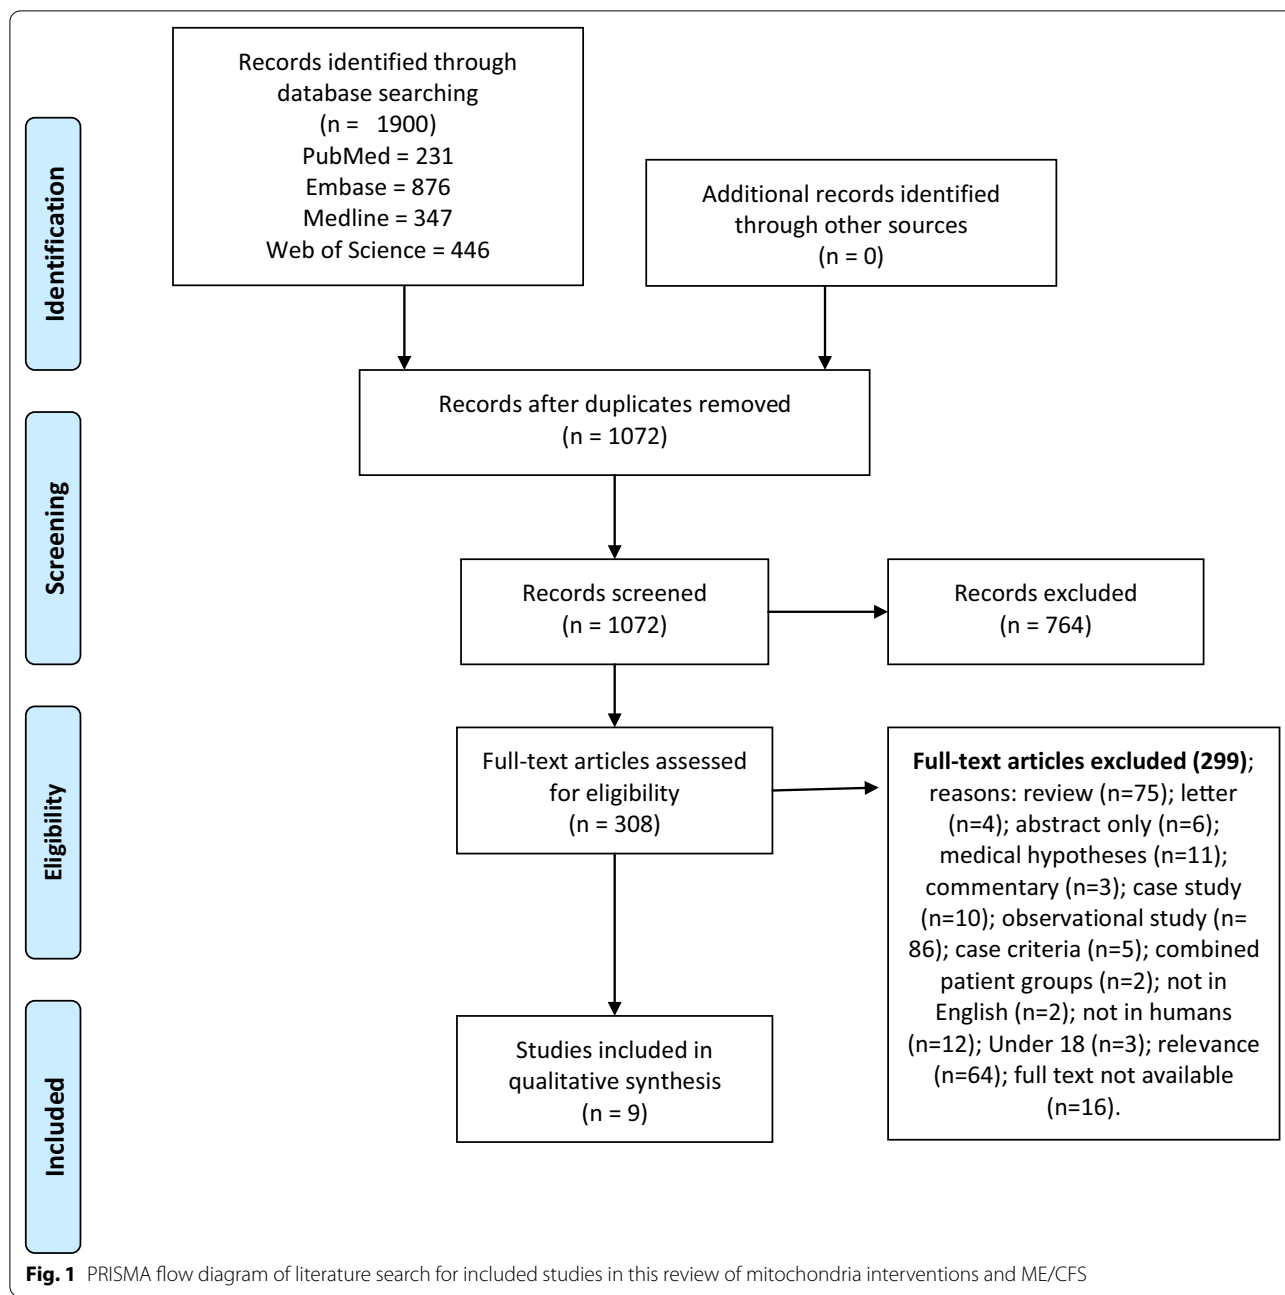 Records identified through
database searching
(n =   1900)
PubMed = 231
Embase = 876
Medline = 347
Web of Science = 446
Additional records identified
through other sources
(n = 0)
Identification
Records after duplicates removed
(n = 1072)
Screening
Records screened
(n = 1072)
Records excluded
(n = 764)
Eligibility
Full-text articles assessed
for eligibility
(n = 308)
Full-text articles excluded (299);
reasons: review (n=75); letter
(n=4); abstract only (n=6);
medical hypotheses (n=11);
commentary (n=3); case study
(n=10); observational study (n=
86); case criteria (n=5); combined
patient groups (n=2); not in
English (n=2); not in humans
(n=12); Under 18 (n=3); relevance
(n=64); full text not available
(n=16).
Included
Studies included in
qualitative synthesis
(n = 9)
Fig. 1 PRISMA flow diagram of literature search for included studies in this review of mitochondria interventions and ME/CFS